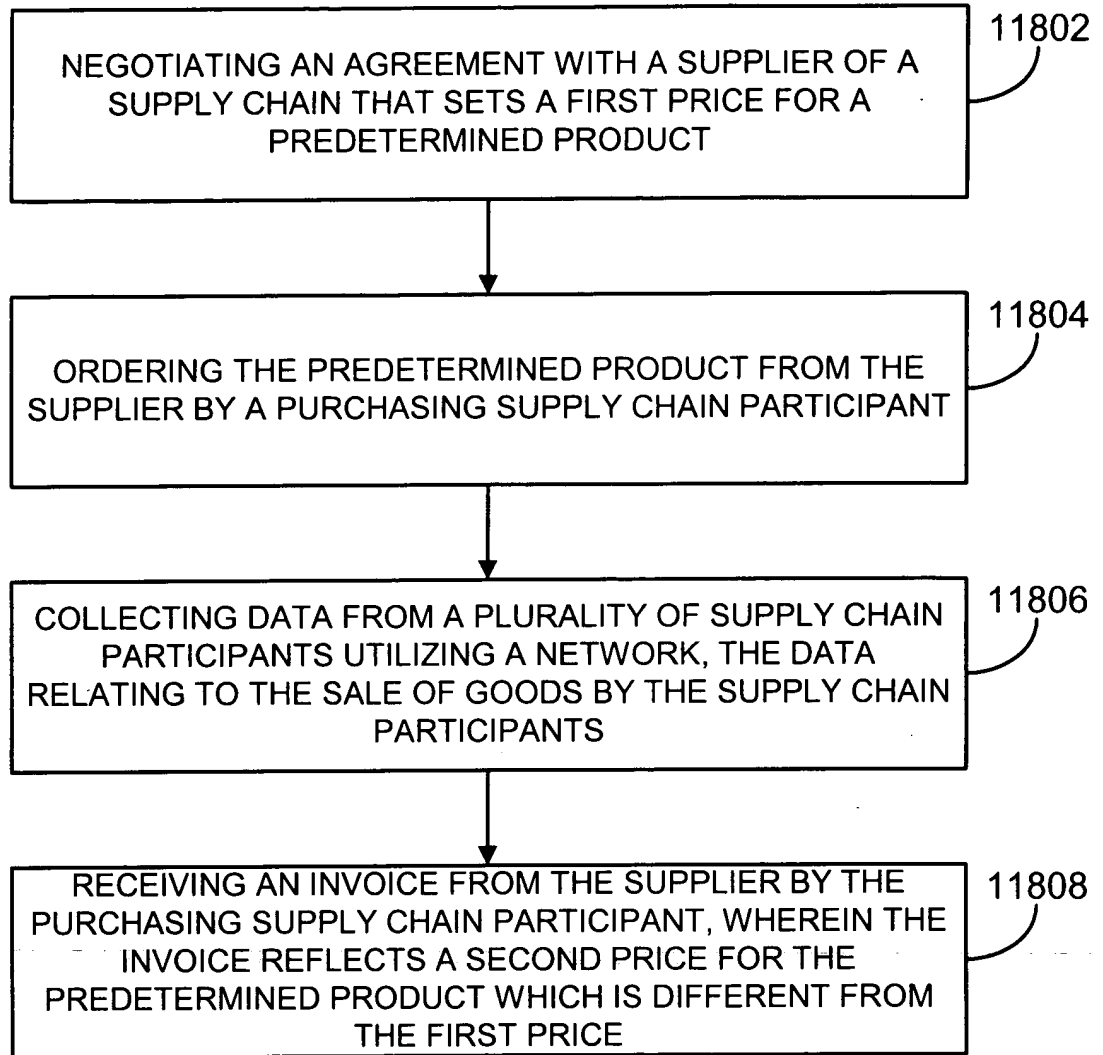 11802
NEGOTIATING AN AGREEMENT WITH A SUPPLIER OF A
SUPPLY CHAIN THAT SETS A FIRST PRICE FOR A
PREDETERMINED PRODUCT
11804
ORDERING THE PREDETERMINED PRODUCT FROM THE
SUPPLIER BY A PURCHASING SUPPLY CHAIN PARTICIPANT
11806
COLLECTING DATA FROM A PLURALITY OF SUPPLY CHAIN
PARTICIPANTS UTILIZING A NETWORK, THE DATA
RELATING TO THE SALE OF GOODS BY THE SUPPLY CHAIN
PARTICIPANTS
11808
RECEIVING AN INVOICE FROM THE SUPPLIER BY THE
PURCHASING SUPPLY CHAIN PARTICIPANT, WHEREIN THE
INVOICE REFLECTS A SECOND PRICE FOR THE
PREDETERMINED PRODUCT WHICH IS DIFFERENT FROM
THE FIRST PRICE